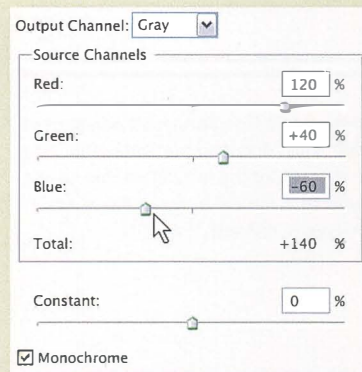 Output Channel: Gray
Source Channels
Red: 120 %
Green: +40 %
Blue: -60 %
Total: +140 %
Constant: 0 %
Monochrome